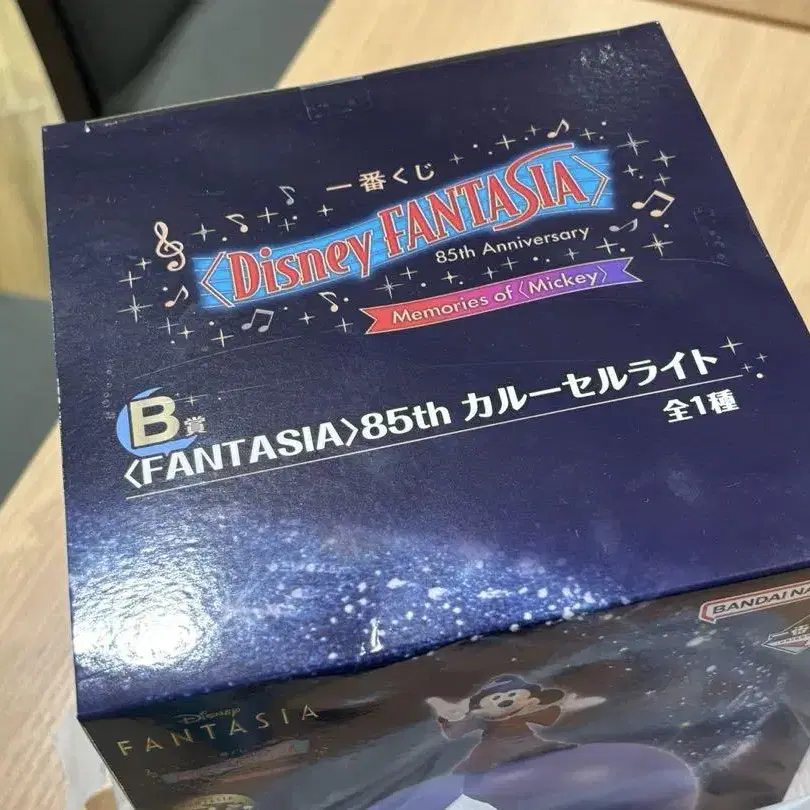 一番くじ
〈Disney FANTASIA〉
85th Anniversary
Memories of〈Mickey〉
B賞
〈FANTASIA〉85th カルーセルライト
全1種
BANDAI
Disney
FANTASIA